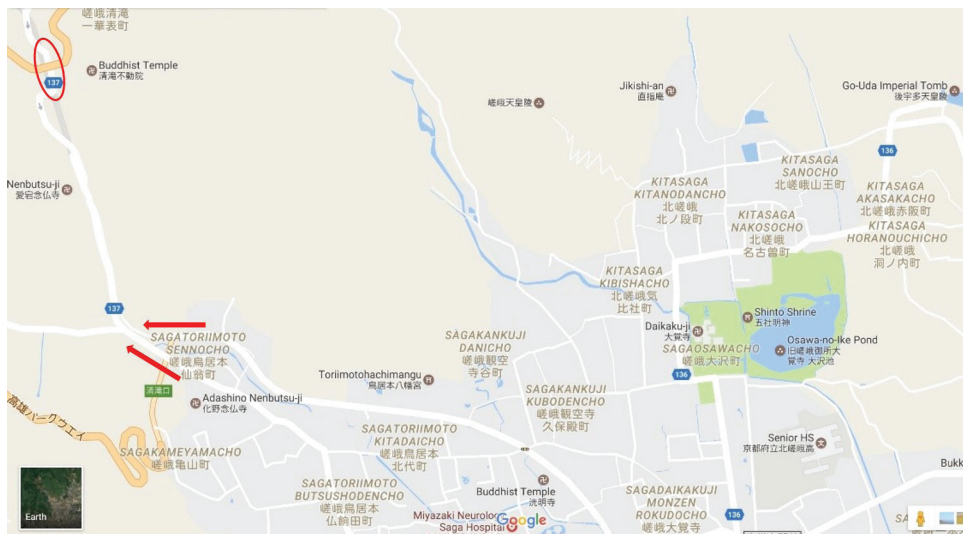 嵯峨清滝
一華表町
137
Buddhist Temple
清滝不動院
Nenbutsu-ji
愛宕念仏寺
137
嵯峨天皇陵
Jikishi-an
直指庵
Go-Uda Imperial Tomb
後宇多天皇陵
136
KITASAGA
SANOCHO
北嵯峨山王町
KITASAGA
KITANODANCHO
北嵯峨
北ノ段町
KITASAGA
AKASAKACHO
北嵯峨赤阪町
KITASAGA
NAKOSOCHO
北嵯峨
名古曽町
KITASAGA
HORANOUCHICHO
北嵯峨
洞ノ内町
KITASAGA
KIBISHACHO
北嵯峨気
比社町
Shinto Shrine
五社明神
Daikaku-ji
大覚寺
SAGAOSAWACHO
嵯峨大沢町
Osawa-no-Ike Pond
旧嵯峨御所大
覚寺 大沢池
136
SAGATORIIMOTO
SENNOCHO
嵯峨鳥居本
仙翁町
清滝口
Adashino Nenbutsu-ji
化野念仏寺
高雄パークウエイ
SAGAKAMEYAMACHO
嵯峨亀山町
SAGAKANKUJI
DANICHO
嵯峨観空
寺谷町
Toriimotohachimangu
鳥居本八幡宮
SAGAKANKUJI
KUBODENCHO
嵯峨観空寺
久保殿町
SAGATORIIMOTO
KITADAICHO
嵯峨鳥居本
北代町
SAGATORIIMOTO
BUTSUSHODENCHO
嵯峨鳥居本
仏餉田町
Senior HS
京都府立北嵯峨高
Buddhist Temple
Miyazaki Neurolo
Saga Hospital
Google
SAGADAIKAKUJI
MONZEN
ROKUDOCHO
嵯峨大覚寺
136
Bukk
SA
Earth